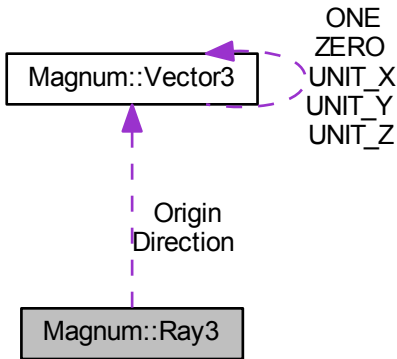 ONE
ZERO
Magnum::Vector3
UNIT_X
UNIT_Y
UNIT_Z
Origin
Direction
Magnum::Ray3